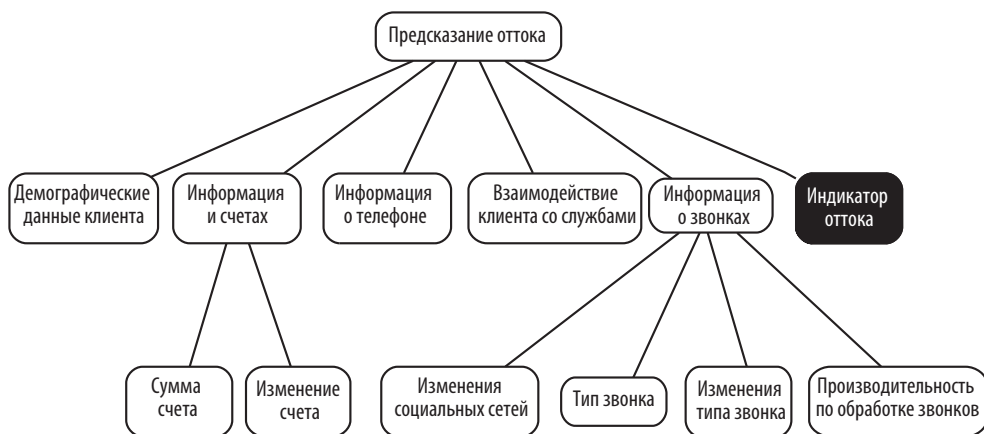 Предсказание оттока
Демографические
данные клиента
Информация
и счетах
Информация
о телефоне
Взаимодействие
клиента со службами
Информация
о звонках
Индикатор
оттока
Сумма
счета
Изменение
счета
Изменения
социальных сетей
Тип звонка
Изменения
типа звонка
Производительность
по обработке звонков